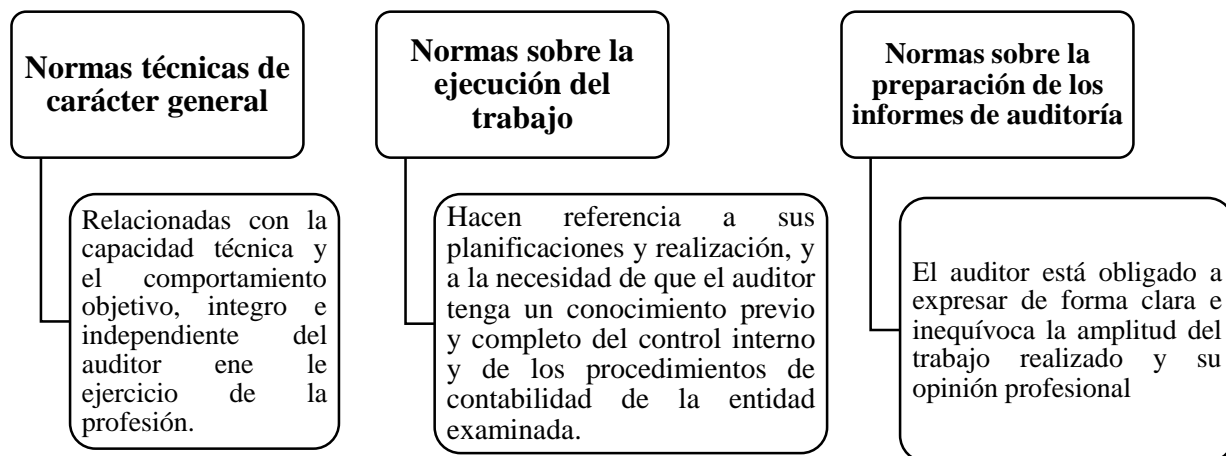 Normas técnicas de
carácter general
Relacionadas con la
capacidad técnica y
el comportamiento
objetivo, integro e
independiente del
auditor ene le
ejercicio de la
profesión.
Normas sobre la
ejecución del
trabajo
Hacen referencia a sus
planificaciones y realización, y
a la necesidad de que el auditor
tenga un conocimiento previo
y completo del control interno
y de los procedimientos de
contabilidad de la entidad
examinada.
Normas sobre la
preparación de los
informes de auditoría
El auditor está obligado a
expresar de forma clara e
inequívoca la amplitud del
trabajo realizado y su
opinión profesional